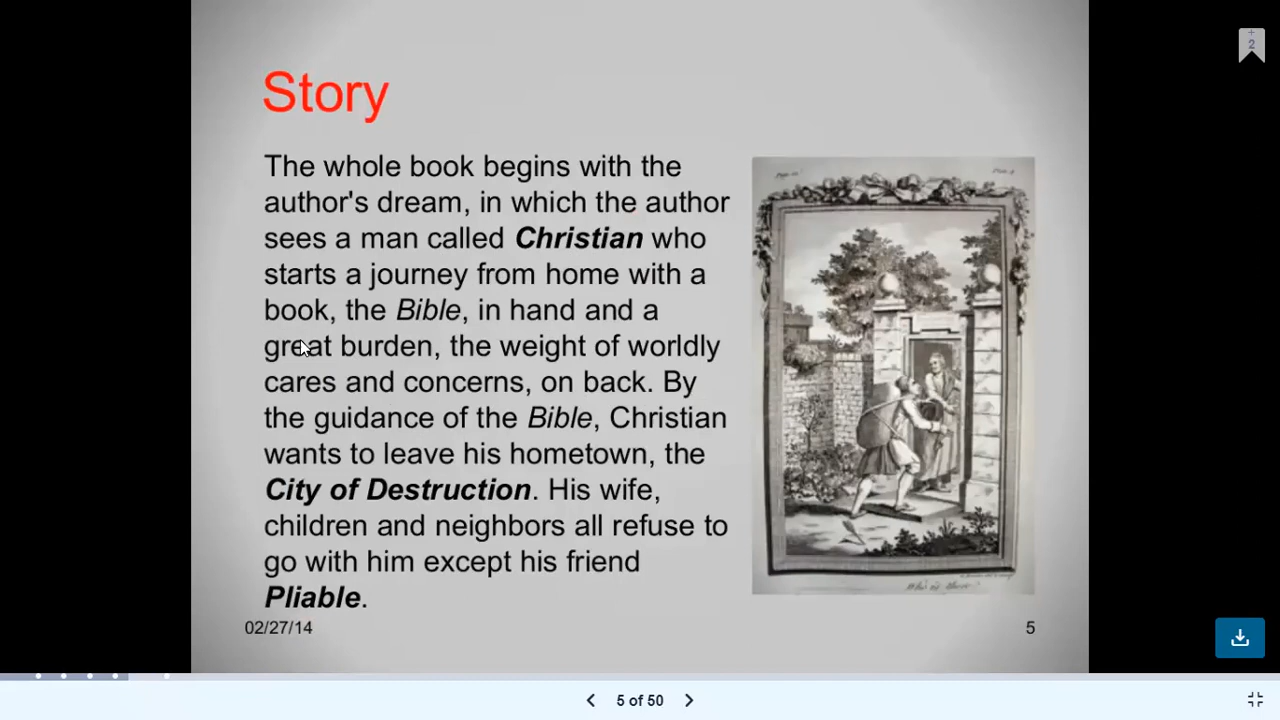 Story
The whole book begins with the
author's dream, in which the author
sees a man called Christian who
starts a journey from home with a
book, the Bible, in hand and a
great burden, the weight of worldly
cares and concerns, on back. By
the guidance of the Bible, Christian
wants to leave his hometown, the
City of Destruction. His wife,
children and neighbors all refuse to
go with him except his friend
Pliable.
02/27/14
5
5 of 50
+
2